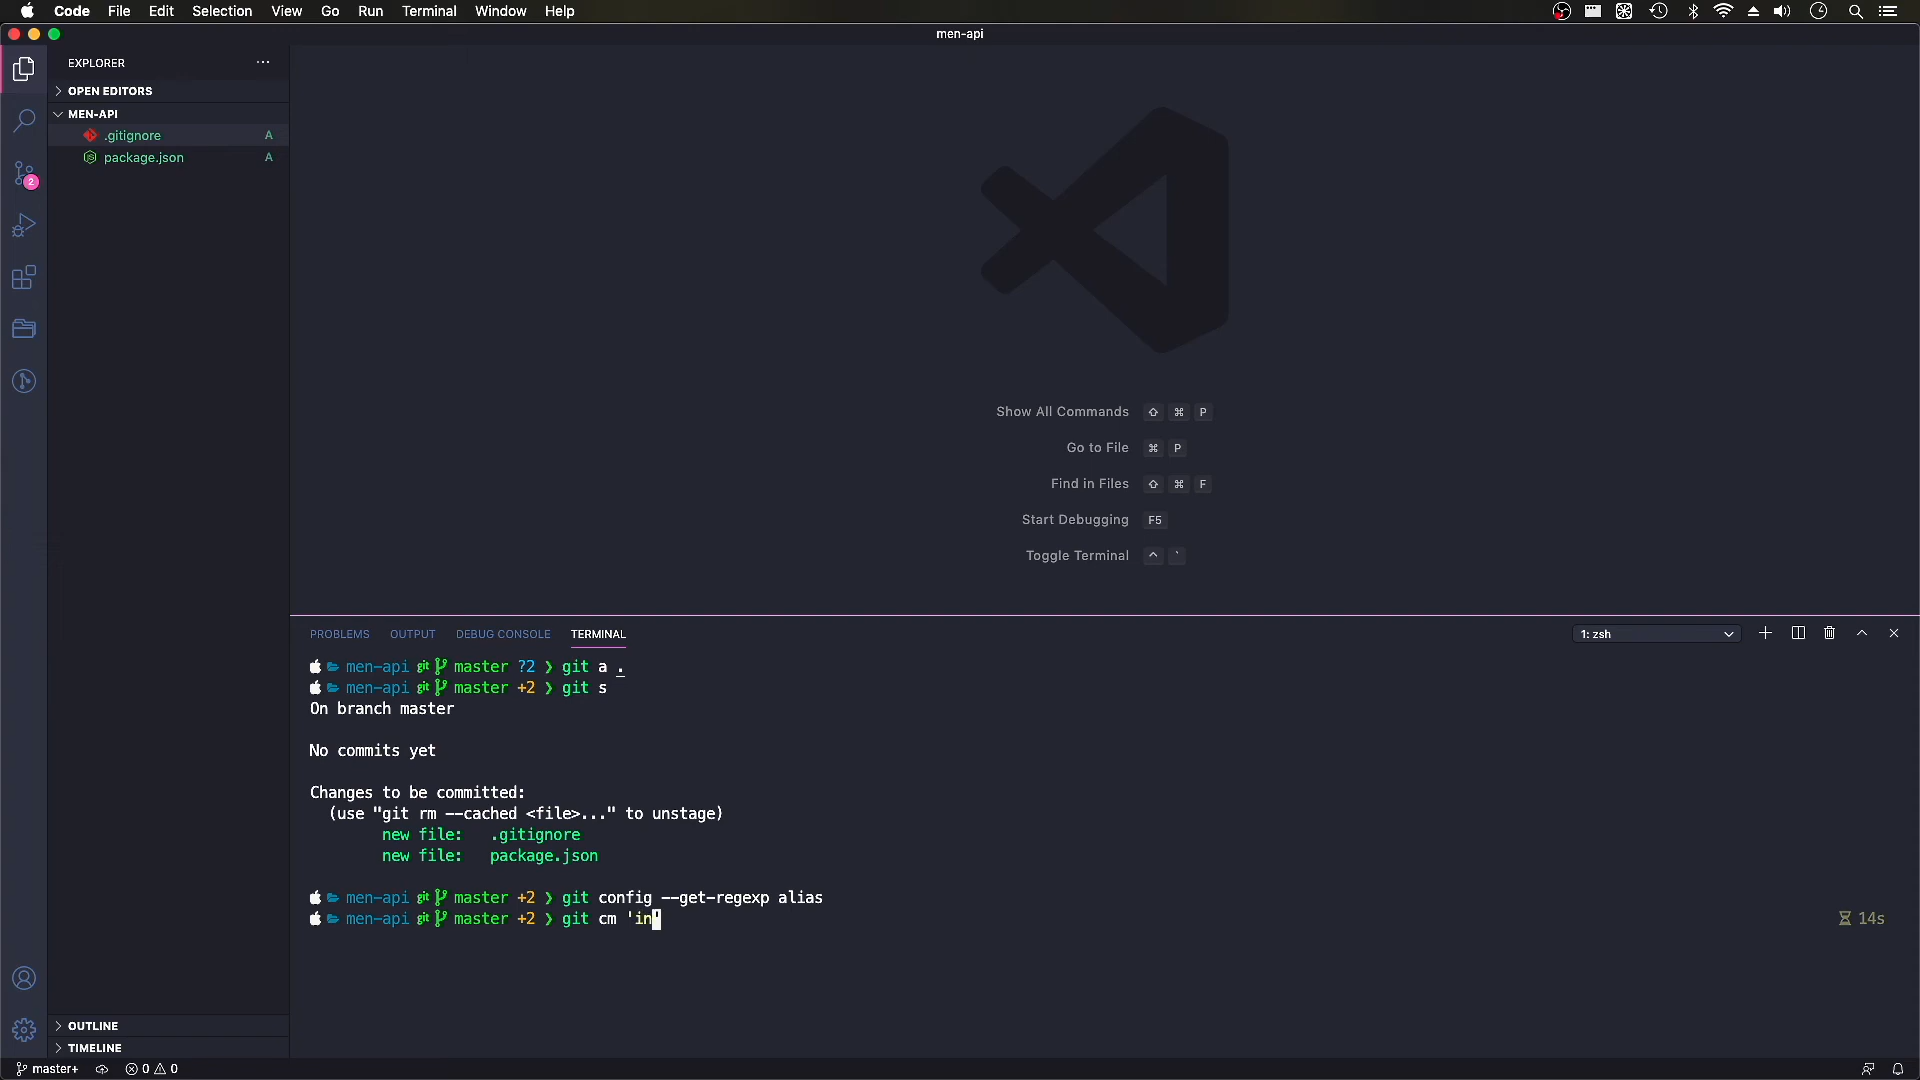 Code File Edit Selection View Go Run Terminal Window Help
men-api
EXPLORER
OPEN EDITORS
MEN-API
.gitignore A
package.json A
2
Show All Commands ⇧ ⌘ P
Go to File ⌘ P
Find in Files ⇧ ⌘ F
Start Debugging F5
Toggle Terminal ^ `
PROBLEMS OUTPUT DEBUG CONSOLE TERMINAL 1: zsh
men-api git master ?2 ❯ git a .
men-api git master +2 ❯ git s
On branch master
No commits yet
Changes to be committed:
(use "git rm --cached <file>..." to unstage)
new file: .gitignore
new file: package.json
men-api git master +2 ❯ git config --get-regexp alias
men-api git master +2 ❯ git cm 'in' 14s
OUTLINE
TIMELINE
master+ 0 0